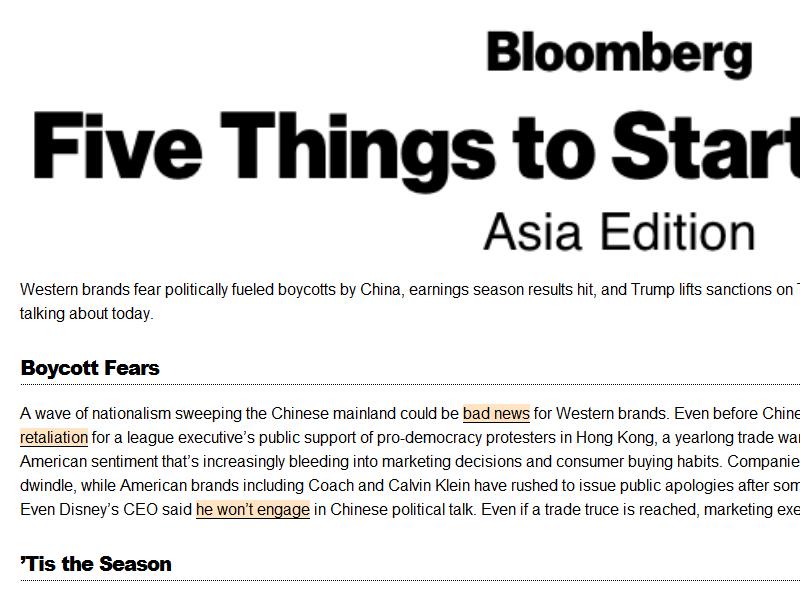 Bloomberg
Five Things to Start
Asia Edition
Western brands fear politically fueled boycotts by China, earnings season results hit, and Trump lifts sanctions on
talking about today.
Boycott Fears
A wave of nationalism sweeping the Chinese mainland could be bad news for Western brands. Even before
retaliation for a league executive’s public support of pro-democracy protesters in Hong Kong, a yearlong trade
American sentiment that’s increasingly bleeding into marketing decisions and consumer buying habits.
dwindle, while American brands including Coach and Calvin Klein have rushed to issue public apologies after
Even Disney’s CEO said he won’t engage in Chinese political talk. Even if a trade truce is reached, marketing
’Tis the Season